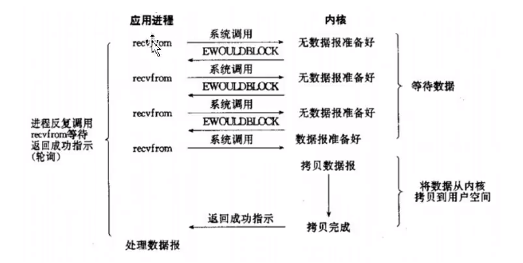 应用进程 内核
recvfrom 系统调用 无数据报准备好
EWOULDBLOCK
recvfrom 系统调用 无数据报准备好
EWOULDBLOCK
等待数据
recvfrom 系统调用 无数据报准备好
EWOULDBLOCK
进程反复调用
recvfrom等待
返回成功指示
(轮询)
recvfrom 系统调用 数据报准备好
拷贝数据报
将数据从内核
拷贝到用户空间
返回成功指示 拷贝完成
处理数据报